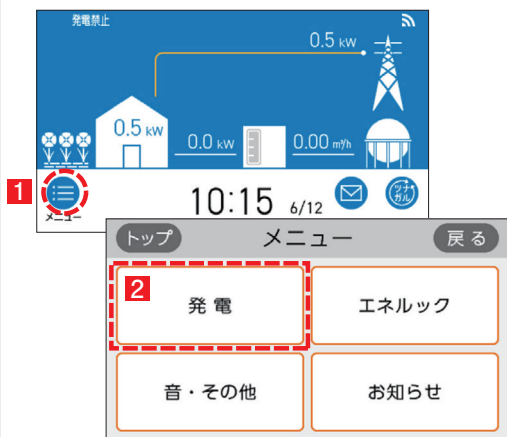 発電禁止
0.5 kW
0.5 kW
0.0 kW
0.00 m³/h
1
メニュー
10:15 6/12
ツナガル
トップ
メニュー
戻る
2
発電
エネルック
音・その他
お知らせ